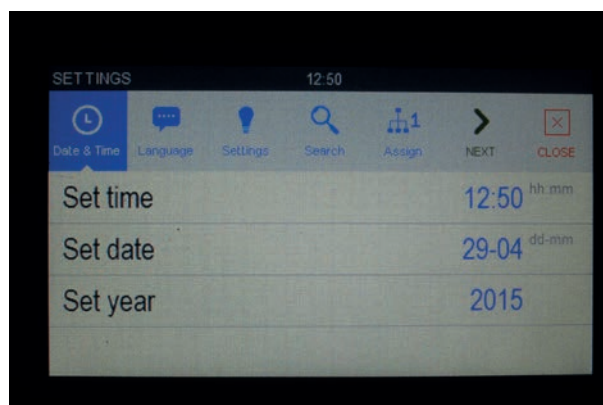 SETTINGS 12:50
Date & Time Language Settings Search Assign 1 NEXT CLOSE
Set time 12:50 hh:mm
Set date 29-04 dd-mm
Set year 2015